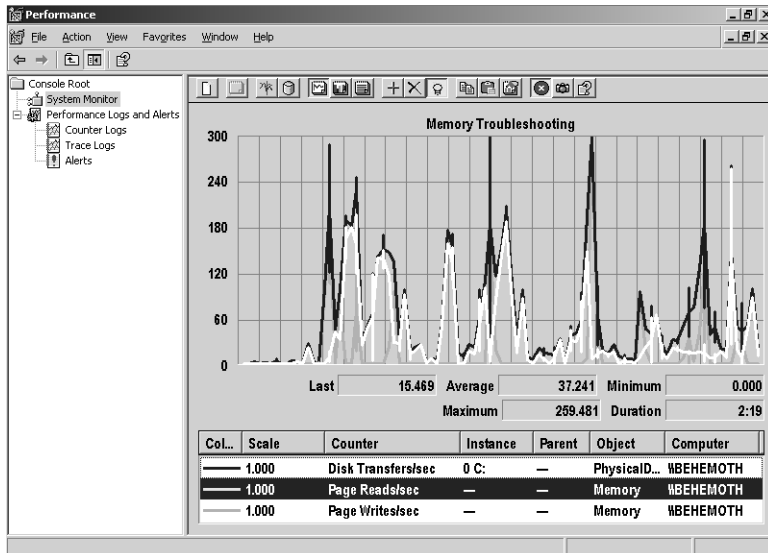 Performance
File Action View Favorites Window Help
Console Root
System Monitor
Performance Logs and Alerts
Counter Logs
Trace Logs
Alerts
Memory Troubleshooting
300
240
180
120
60
0
Last 15.469 Average 37.241 Minimum 0.000
Maximum 259.481 Duration 2:19
Col... Scale Counter Instance Parent Object Computer
1.000 Disk Transfers/sec 0 C: — PhysicalD... \\BEHEMOTH
1.000 Page Reads/sec — — Memory \\BEHEMOTH
1.000 Page Writes/sec — — Memory \\BEHEMOTH